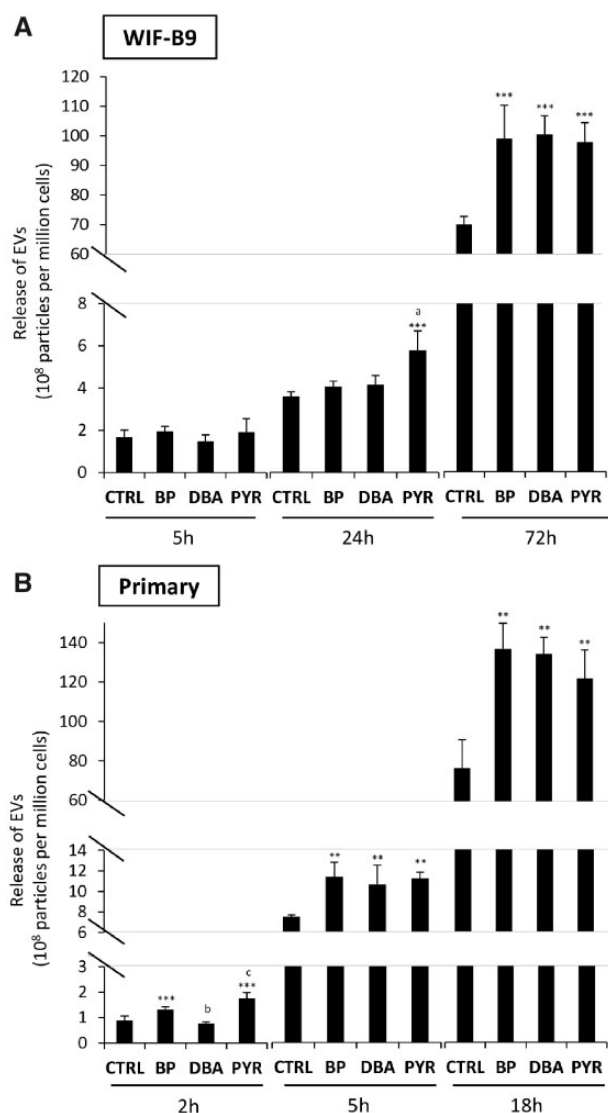 A
WIF-B9
Release of EVs
(10⁸ particles per million cells)
120
110
100
90
80
70
60
8
6
4
2
0
***
***
***
a
***
CTRL BP DBA PYR CTRL BP DBA PYR CTRL BP DBA PYR
5h 24h 72h
B
Primary
Release of EVs
(10⁸ particles per million cells)
140
120
100
80
60
14
12
10
8
6
3
2
1
0
**
**
**
**
**
**
***
b
c
***
CTRL BP DBA PYR CTRL BP DBA PYR CTRL BP DBA PYR
2h 5h 18h